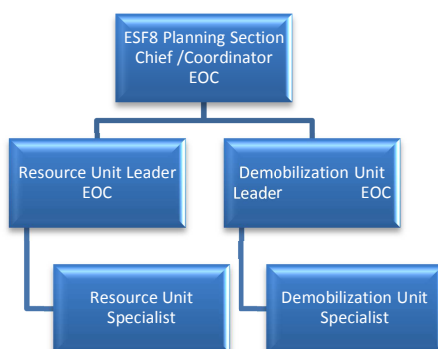 ESF8 Planning Section
Chief /Coordinator
EOC
Resource Unit Leader
EOC
Demobilization Unit
Leader EOC
Resource Unit
Specialist
Demobilization Unit
Specialist